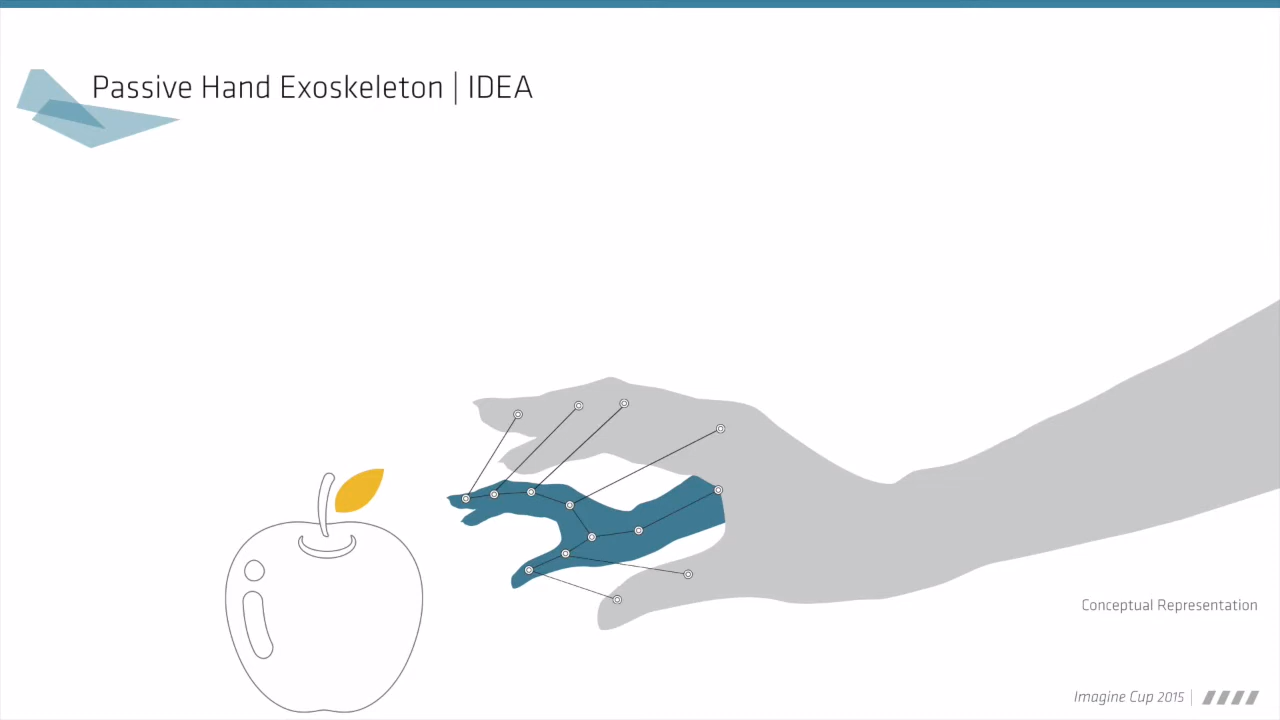 Passive Hand Exoskeleton | IDEA
Conceptual Representation
Imagine Cup 2015 |